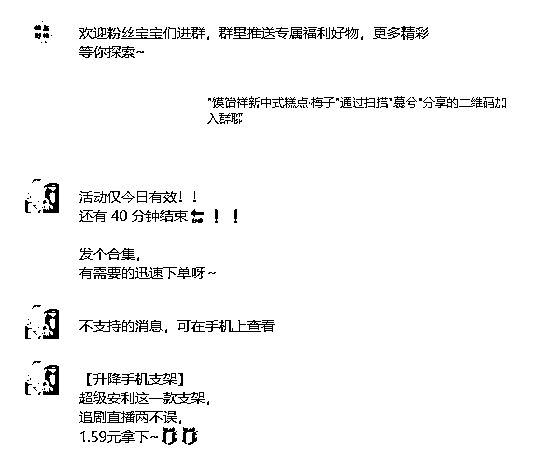 欢迎粉丝宝宝们进群，群里推送专属福利好物，更多精彩
等你探索~
"馍饴祥新中式糕点·梅子"通过扫描"慕兮"分享的二维码加
入群聊
活动仅今日有效！！
还有 40 分钟结束
发个合集，
有需要的迅速下单呀~
不支持的消息，可在手机上查看
【升降手机支架】
超级安利这一款支架，
追剧直播两不误，
1.59元拿下~